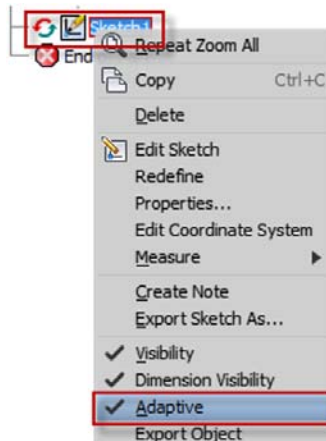 Sketch1
End
Repeat Zoom All
Copy Ctrl+C
Delete
Edit Sketch
Redefine
Properties...
Edit Coordinate System
Measure
Create Note
Export Sketch As...
Visibility
Dimension Visibility
Adaptive
Export Object